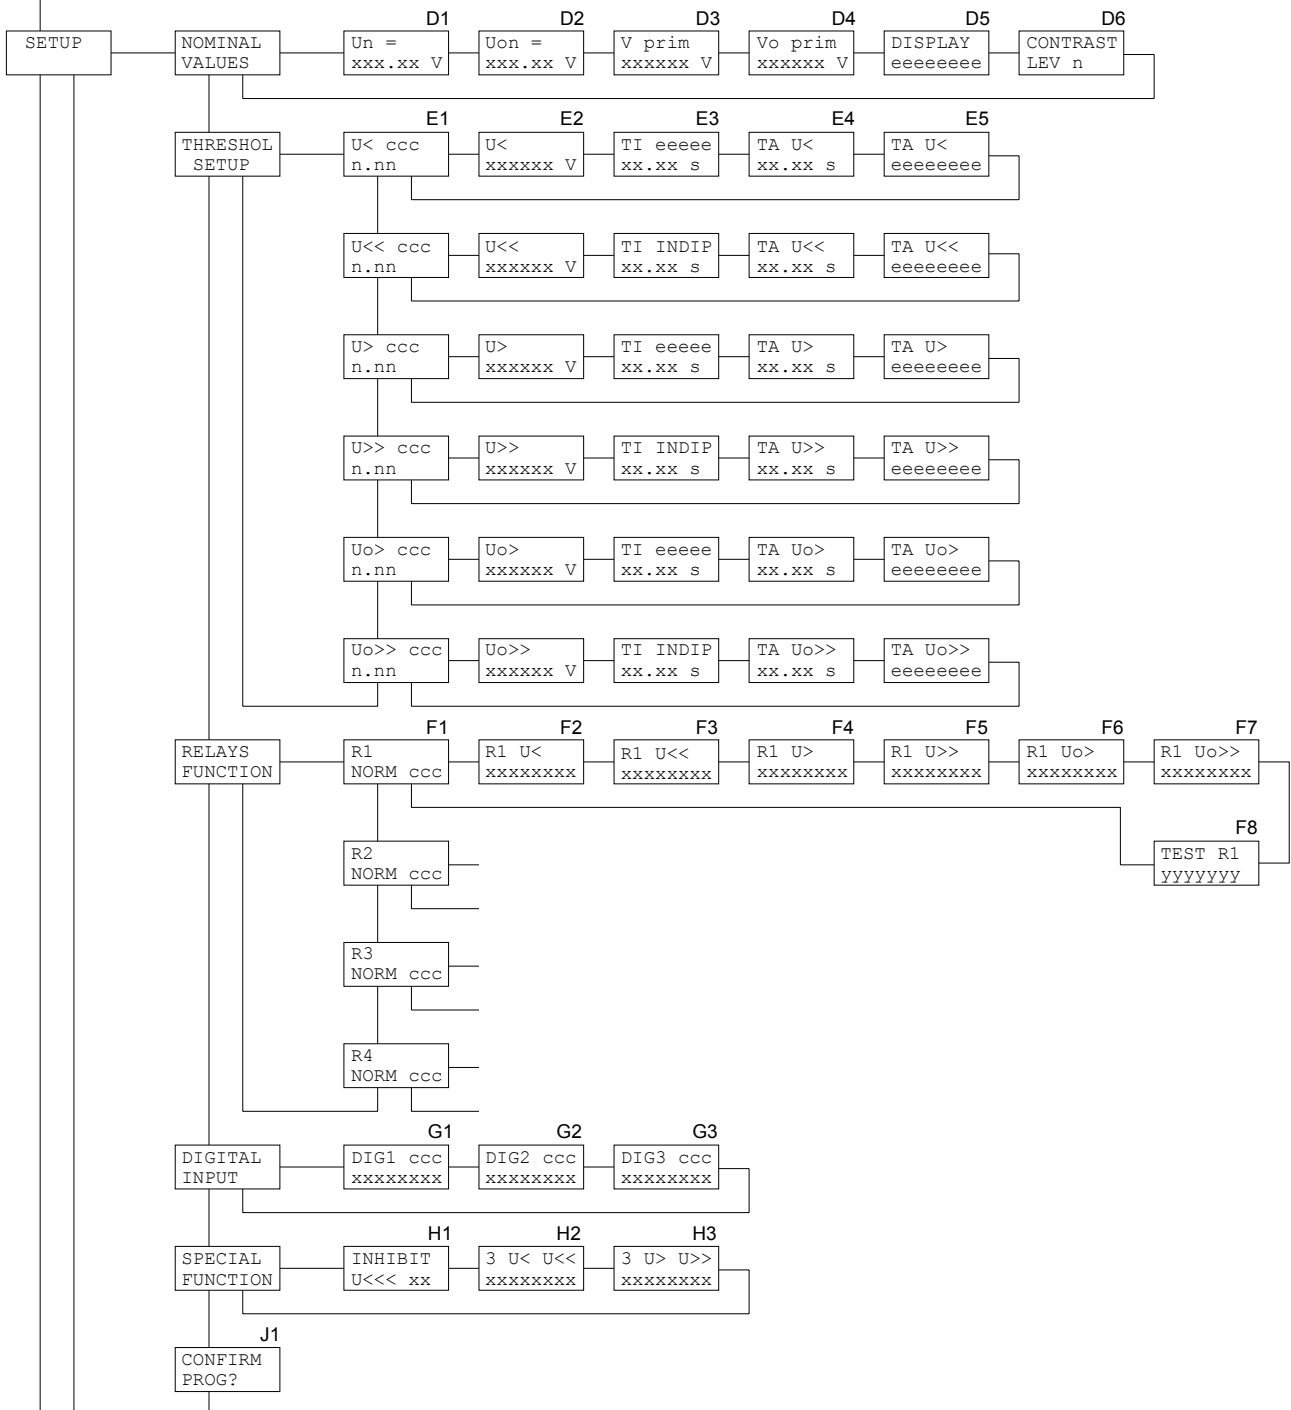 D1 D2 D3 D4 D5 D6
SETUP NOMINAL Un = Uon = V prim Vo prim DISPLAY CONTRAST
VALUES xxx.xx V xxx.xx V xxxxxx V xxxxxx V eeeeeeee LEV n
E1 E2 E3 E4 E5
THRESHOL U< ccc U< TI eeeee TA U< TA U<
SETUP n.nn xxxxxx V xx.xx s xx.xx s eeeeeeee
U<< ccc U<< TI INDIP TA U<< TA U<<
n.nn xxxxxx V xx.xx s xx.xx s eeeeeeee
U> ccc U> TI eeeee TA U> TA U>
n.nn xxxxxx V xx.xx s xx.xx s eeeeeeee
U>> ccc U>> TI INDIP TA U>> TA U>>
n.nn xxxxxx V xx.xx s xx.xx s eeeeeeee
Uo> ccc Uo> TI eeeee TA Uo> TA Uo>
n.nn xxxxxx V xx.xx s xx.xx s eeeeeeee
Uo>> ccc Uo>> TI INDIP TA Uo>> TA Uo>>
n.nn xxxxxx V xx.xx s xx.xx s eeeeeeee
F1 F2 F3 F4 F5 F6 F7
RELAYS R1 R1 U< R1 U<< R1 U> R1 U>> R1 Uo> R1 Uo>>
FUNCTION NORM ccc xxxxxxxx xxxxxxxx xxxxxxxx xxxxxxxx xxxxxxxx xxxxxxxx
F8
R2 TEST R1
NORM ccc yyyyyyy
R3
NORM ccc
R4
NORM ccc
G1 G2 G3
DIGITAL DIG1 ccc DIG2 ccc DIG3 ccc
INPUT xxxxxxxx xxxxxxxx xxxxxxxx
H1 H2 H3
SPECIAL INHIBIT 3 U< U<< 3 U> U>>
FUNCTION U<<< xx xxxxxxxx xxxxxxxx
J1
CONFIRM
PROG?